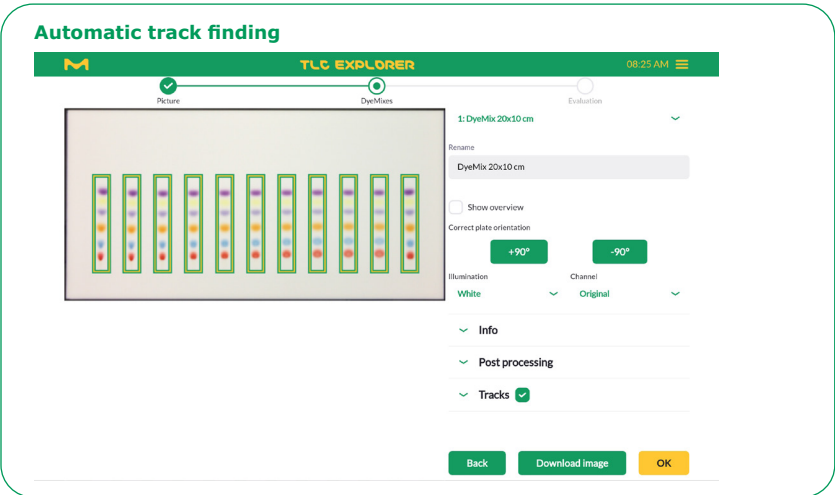 Automatic track finding
TLC EXPLORER
08:25 AM
Picture
DyeMixes
Evaluation
1: DyeMix 20x10 cm
Rename
DyeMix 20x10 cm
Show overview
Correct plate orientation
+90°
-90°
Illumination
Channel
White
Original
Info
Post processing
Tracks
Back
Download image
OK